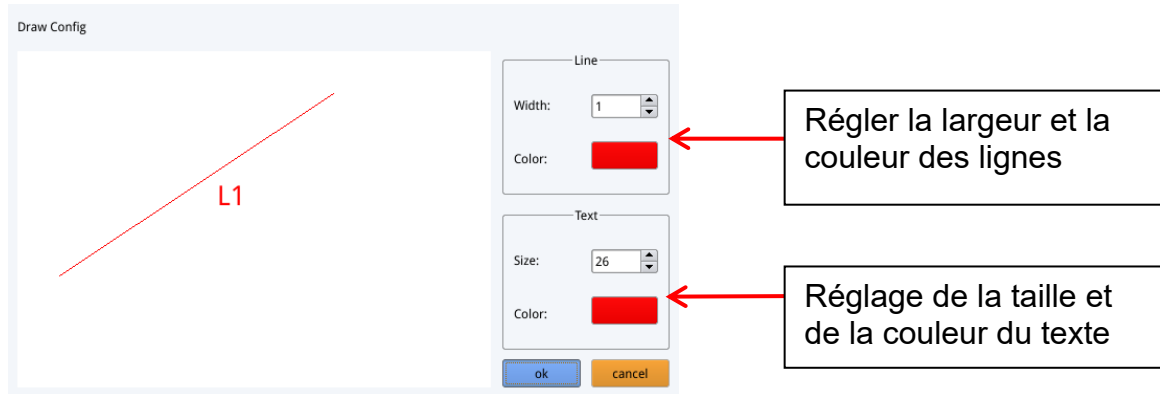 Draw Config
L1
Line
Width: 1
Color:
Text
Size: 26
Color:
ok cancel
Régler la largeur et la
couleur des lignes
Réglage de la taille et
de la couleur du texte